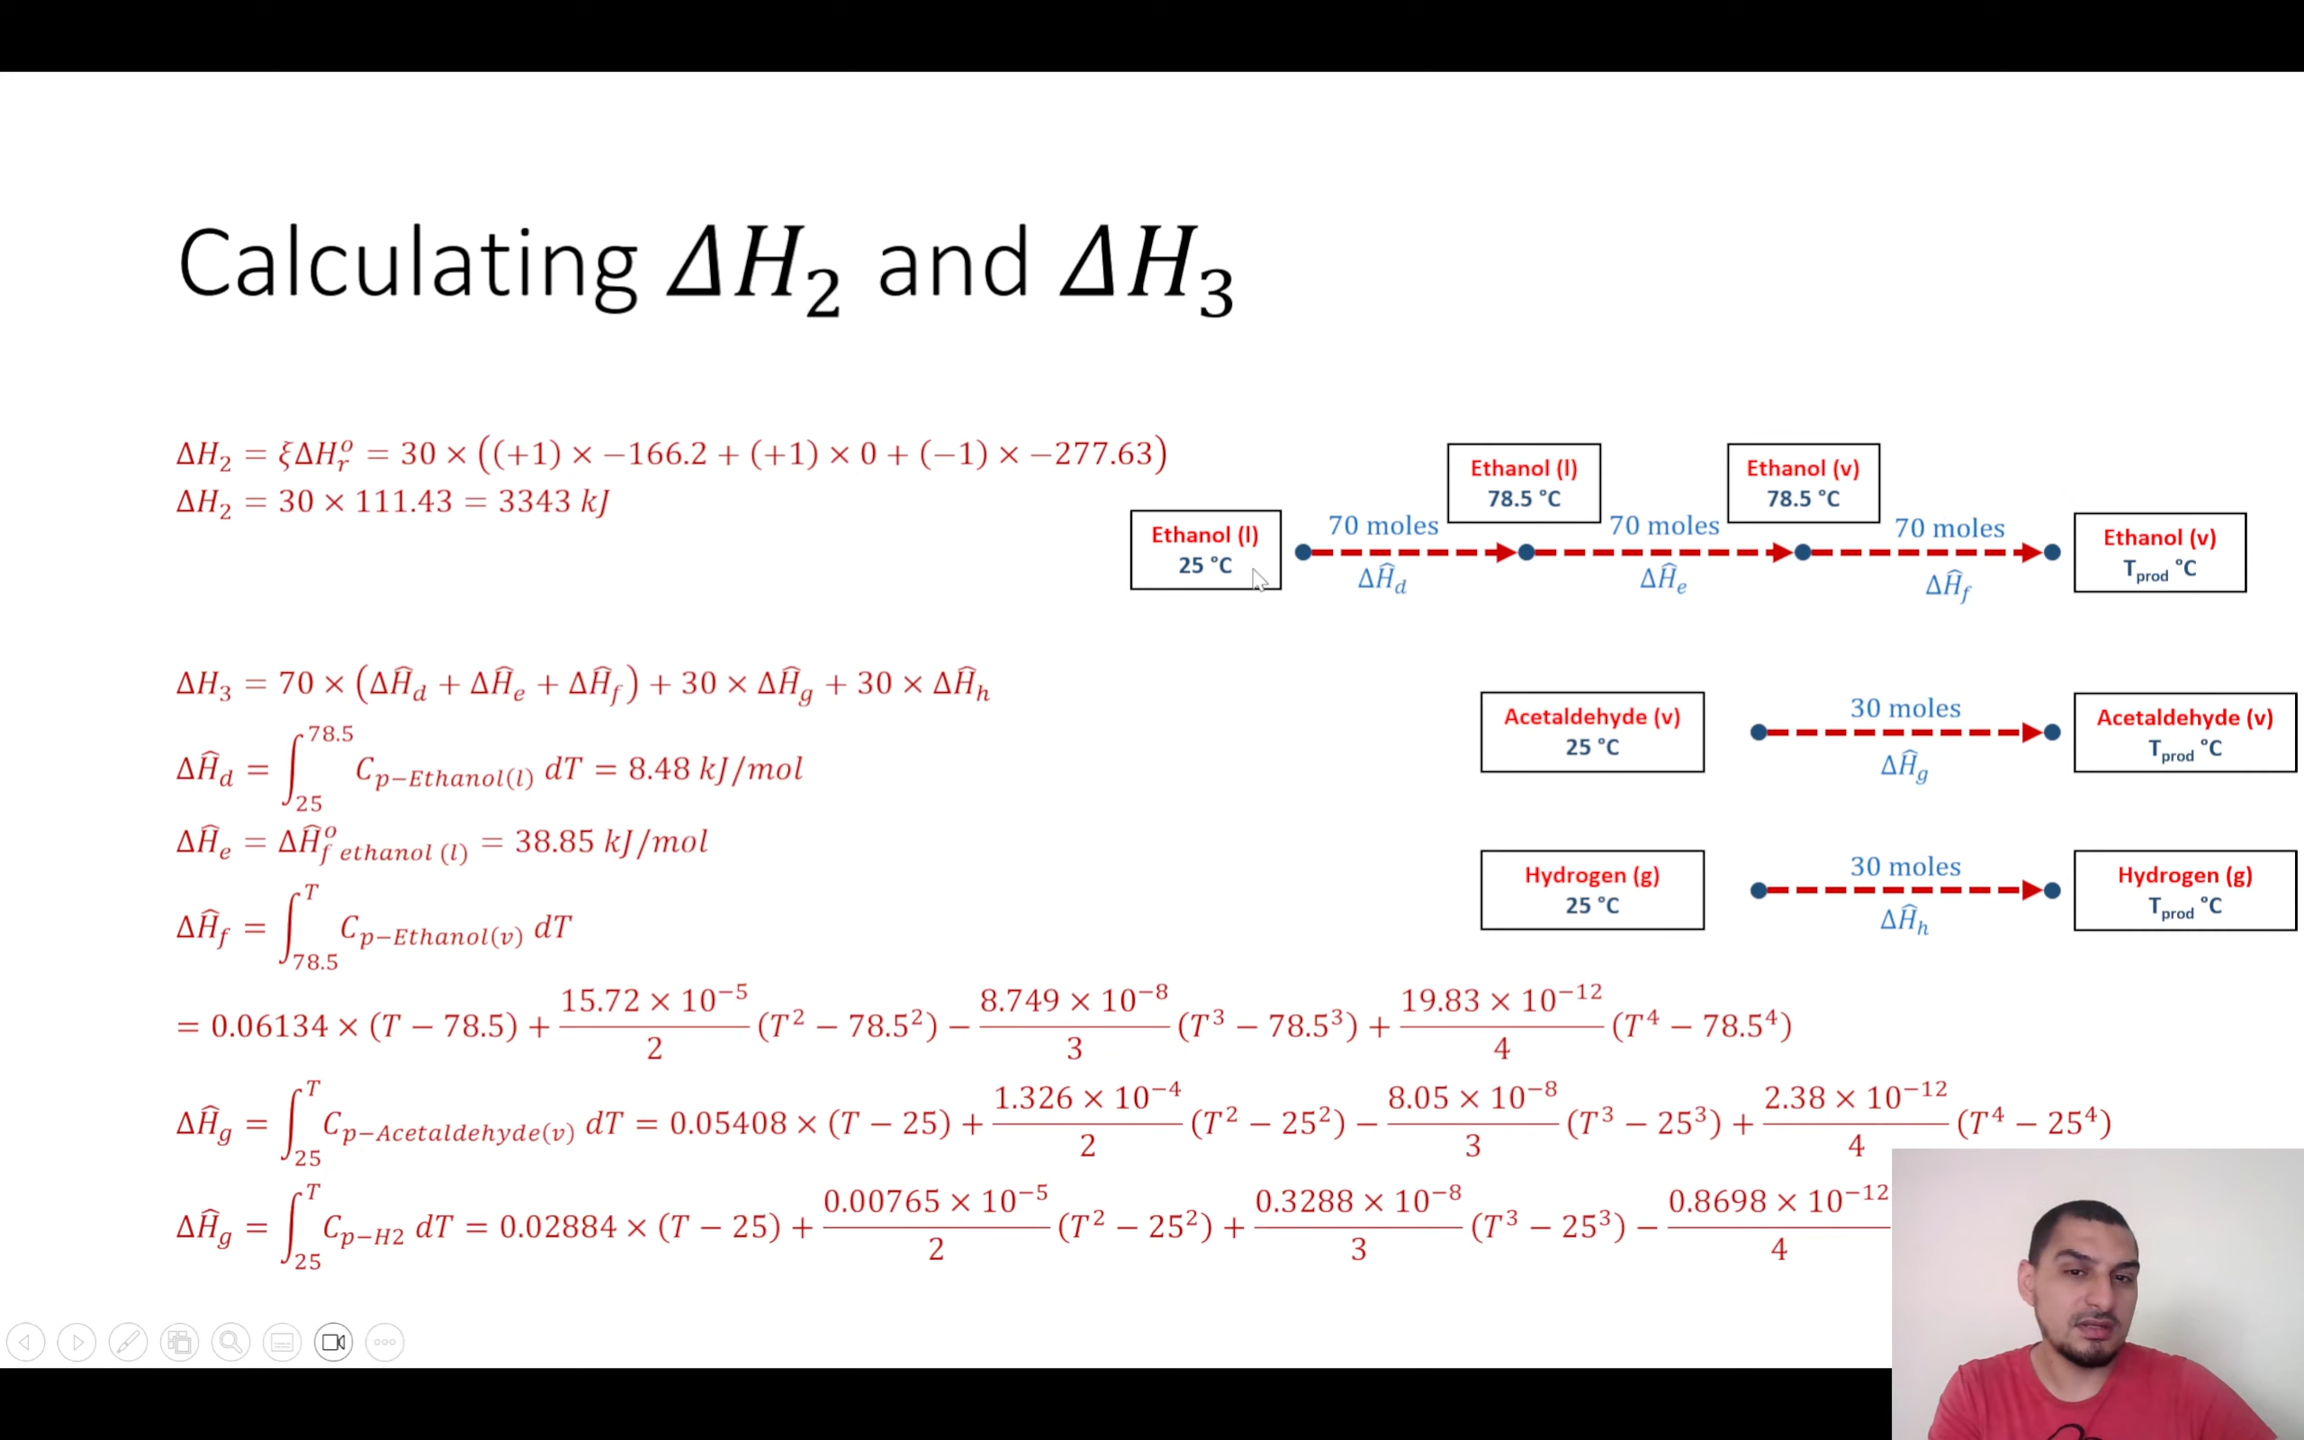 Calculating ΔH₂ and ΔH₃
ΔH₂ = ξΔHᵣᵒ = 30 × ((+1) × −166.2 + (+1) × 0 + (−1) × −277.63)
ΔH₂ = 30 × 111.43 = 3343 kJ
Ethanol (l)
25 °C
70 moles
ΔĤ_d
Ethanol (l)
78.5 °C
70 moles
ΔĤ_e
Ethanol (v)
78.5 °C
70 moles
ΔĤ_f
Ethanol (v)
T_prod °C
ΔH₃ = 70 × (ΔĤ_d + ΔĤ_e + ΔĤ_f) + 30 × ΔĤ_g + 30 × ΔĤ_h
Acetaldehyde (v)
25 °C
30 moles
ΔĤ_g
Acetaldehyde (v)
T_prod °C
ΔĤ_d = ∫₂₅^78.5 C_p−Ethanol(l) dT = 8.48 kJ/mol
ΔĤ_e = ΔĤ_f^o ethanol (l) = 38.85 kJ/mol
Hydrogen (g)
25 °C
30 moles
ΔĤ_h
Hydrogen (g)
T_prod °C
ΔĤ_f = ∫_78.5^T C_p−Ethanol(v) dT
= 0.06134 × (T − 78.5) + 15.72 × 10⁻⁵/2 (T² − 78.5²) − 8.749 × 10⁻⁸/3 (T³ − 78.5³) + 19.83 × 10⁻¹²/4 (T⁴ − 78.5⁴)
ΔĤ_g = ∫₂₅^T C_p−Acetaldehyde(v) dT = 0.05408 × (T − 25) + 1.326 × 10⁻⁴/2 (T² − 25²) − 8.05 × 10⁻⁸/3 (T³ − 25³) + 2.38 × 10⁻¹²/4 (T⁴ − 25⁴)
ΔĤ_g = ∫₂₅^T C_p−H2 dT = 0.02884 × (T − 25) + 0.00765 × 10⁻⁵/2 (T² − 25²) + 0.3288 × 10⁻⁸/3 (T³ − 25³) − 0.8698 × 10⁻¹²/4